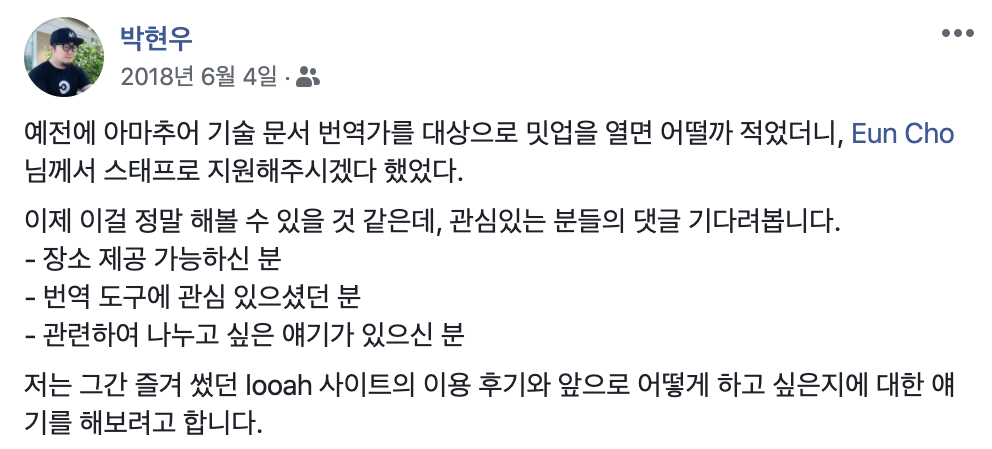 박현우
2018년 6월 4일 ·
예전에 아마추어 기술 문서 번역가를 대상으로 밋업을 열면 어떨까 적었더니, Eun Cho
님께서 스태프로 지원해주시겠다 했었다.
이제 이걸 정말 해볼 수 있을 것 같은데, 관심있는 분들의 댓글 기다려봅니다.
- 장소 제공 가능하신 분
- 번역 도구에 관심 있으셨던 분
- 관련하여 나누고 싶은 얘기가 있으신 분
저는 그간 즐겨 썼던 looah 사이트의 이용 후기와 앞으로 어떻게 하고 싶은지에 대한 얘
기를 해보려고 합니다.